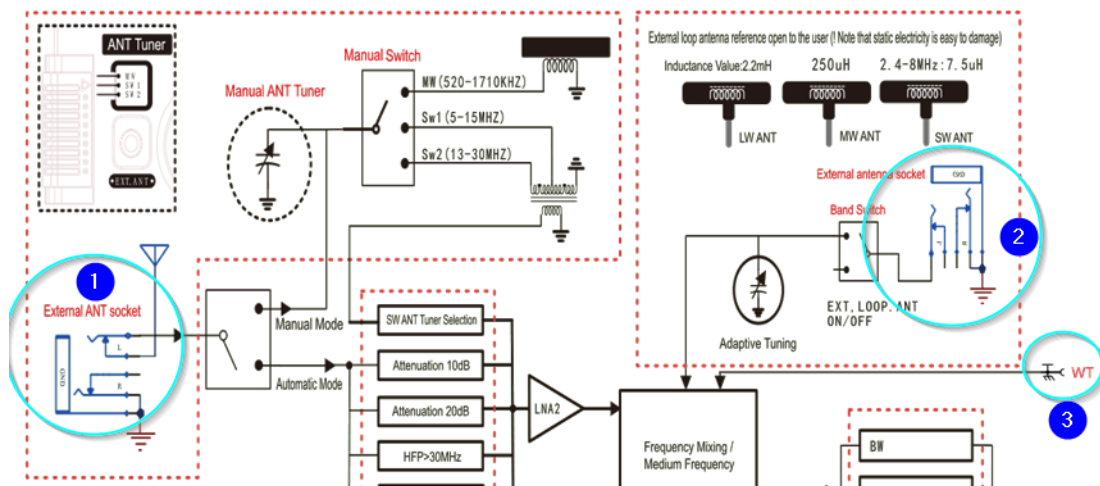 ANT Tuner
MW
SW1
SW2
EXT.ANT
Manual ANT Tuner
Manual Switch
MW(520-1710KHZ)
Sw1(5-15MHZ)
Sw2(13-30MHZ)
External loop antenna reference open to the user(! Note that static electricity is easy to damage)
Inductance Value:2.2mH
250uH
2.4-8MHz:7.5uH
LW ANT
MW ANT
SW ANT
External antenna socket
GND
Band Switch
2
EXT.LOOP.ANT
ON/OFF
Adaptive Tuning
1
External ANT socket
L
R
GND
Manual Mode
Automatic Mode
SW ANT Tuner Selection
Attenuation 10dB
Attenuation 20dB
HFP>30MHz
LNA2
Frequency Mixing /
Medium Frequency
WT
3
BW